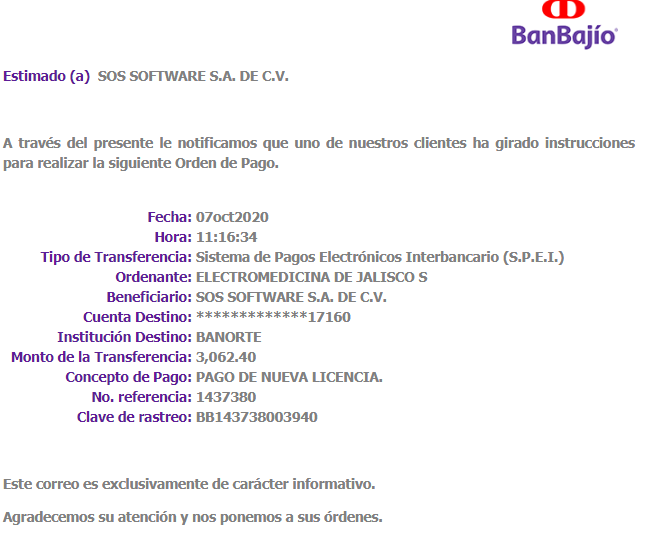 BanBajío
Estimado (a) SOS SOFTWARE S.A. DE C.V.
A través del presente le notificamos que uno de nuestros clientes ha girado instrucciones
para realizar la siguiente Orden de Pago.
Fecha: 07oct2020
Hora: 11:16:34
Tipo de Transferencia: Sistema de Pagos Electrónicos Interbancario (S.P.E.I.)
Ordenante: ELECTROMEDICINA DE JALISCO S
Beneficiario: SOS SOFTWARE S.A. DE C.V.
Cuenta Destino: *************17160
Institución Destino: BANORTE
Monto de la Transferencia: 3,062.40
Concepto de Pago: PAGO DE NUEVA LICENCIA.
No. referencia: 1437380
Clave de rastreo: BB143738003940
Este correo es exclusivamente de carácter informativo.
Agradecemos su atención y nos ponemos a sus órdenes.